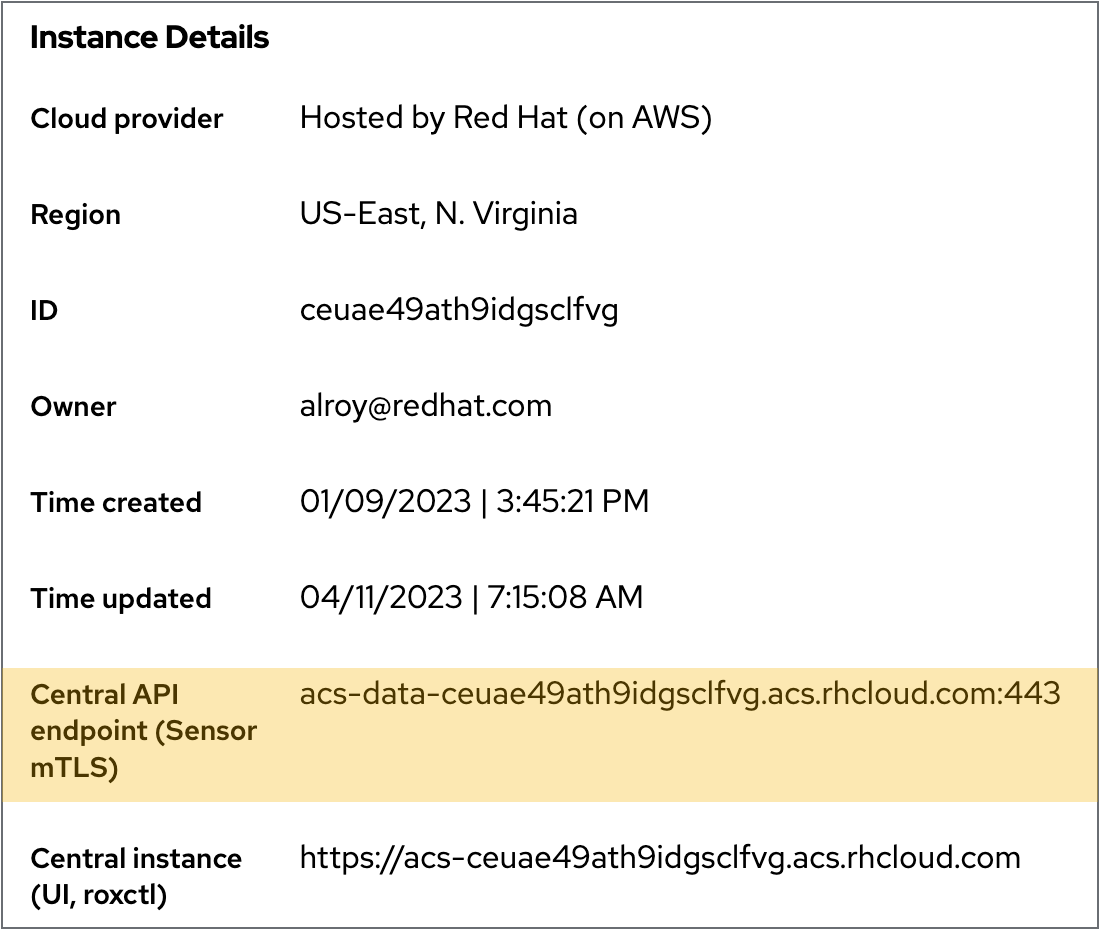 Instance Details
Cloud provider Hosted by Red Hat (on AWS)
Region US-East, N. Virginia
ID ceuae49ath9idgsclfvg
Owner alroy@redhat.com
Time created 01/09/2023 | 3:45:21 PM
Time updated 04/11/2023 | 7:15:08 AM
Central API acs-data-ceuae49ath9idgsclfvg.acs.rhcloud.com:443
endpoint (Sensor
mTLS)
Central instance https://acs-ceuae49ath9idgsclfvg.acs.rhcloud.com
(UI, roxctl)